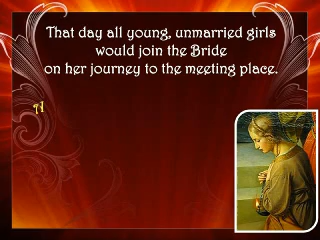 That day all young, unmarried girls
would join the Bride
on her journey to the meeting place.